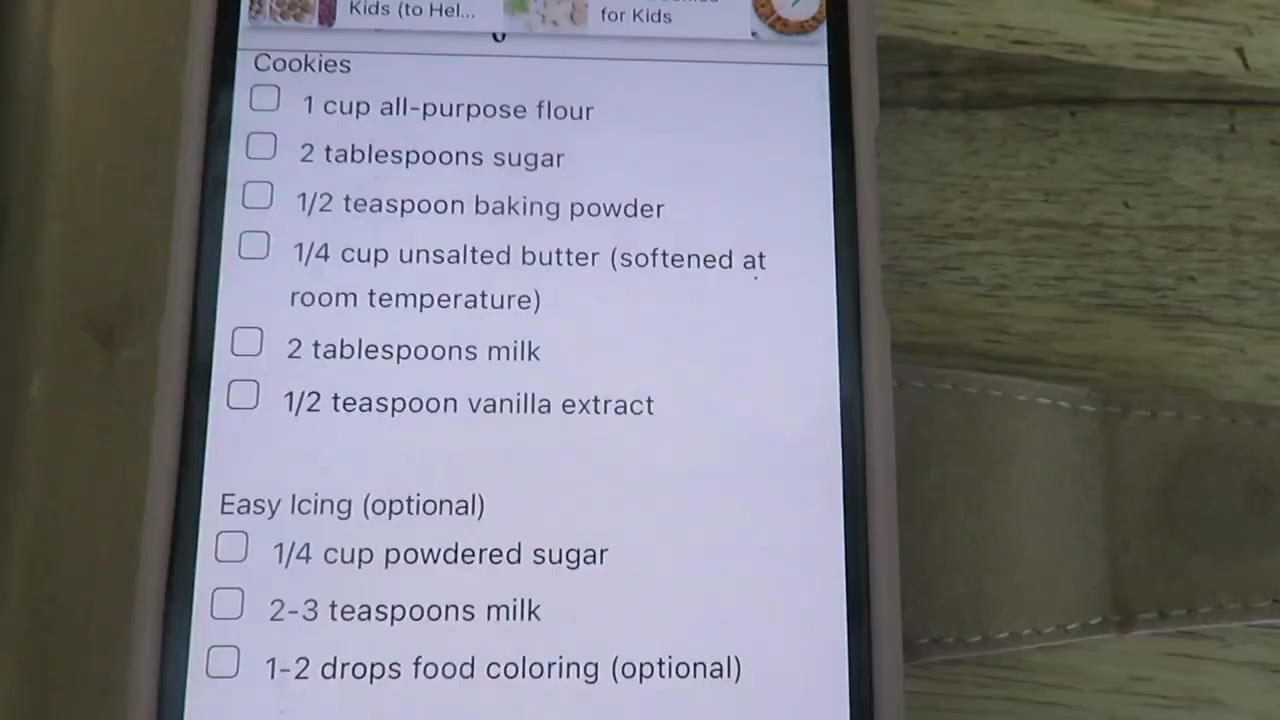 Kids (to Hel...
for Kids
Cookies
1 cup all-purpose flour
2 tablespoons sugar
1/2 teaspoon baking powder
1/4 cup unsalted butter (softened at
room temperature)
2 tablespoons milk
1/2 teaspoon vanilla extract
Easy Icing (optional)
1/4 cup powdered sugar
2-3 teaspoons milk
1-2 drops food coloring (optional)